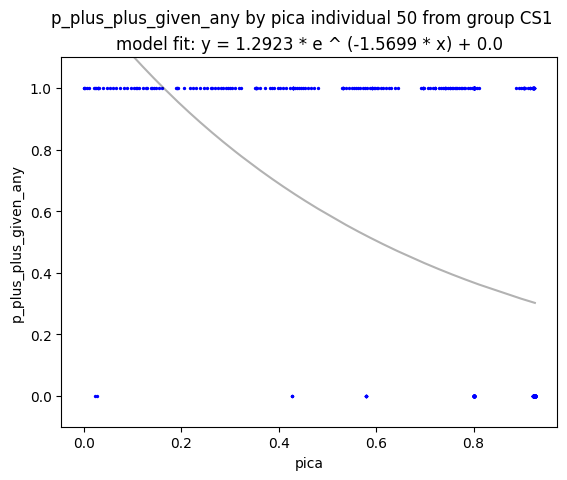 p_plus_plus_given_any by pica individual 50 from group CS1
model fit: y = 1.2923 * e ^ (-1.5699 * x) + 0.0
1.0
0.8
0.6
0.4
0.2
0.0
p_plus_plus_given_any
0.0 0.2 0.4 0.6 0.8
pica